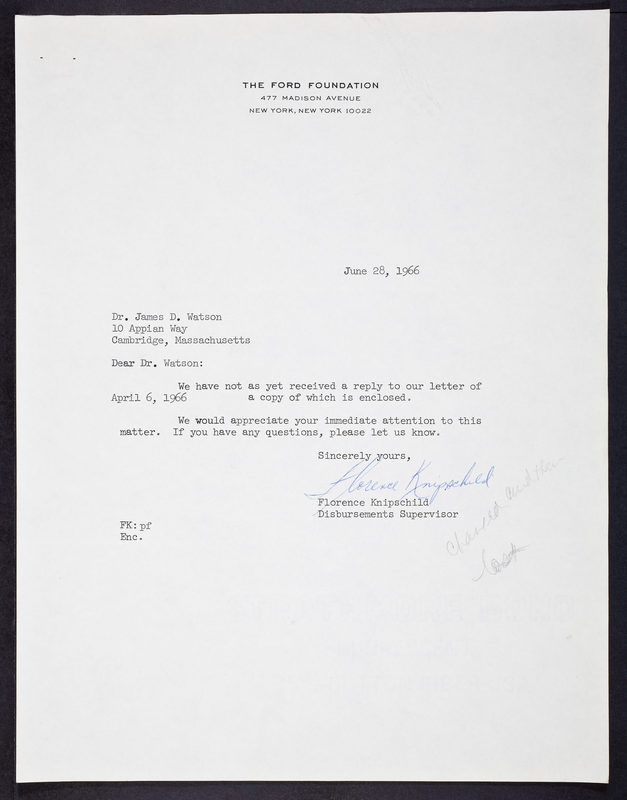 THE FORD FOUNDATION
477 MADISON AVENUE
NEW YORK, NEW YORK 10022
June 28, 1966
Dr. James D. Watson
10 Appian Way
Cambridge, Massachusetts
Dear Dr. Watson:
We have not as yet received a reply to our letter of
April 6, 1966 a copy of which is enclosed.
We would appreciate your immediate attention to this
matter. If you have any questions, please let us know.
Sincerely yours,
Florence Knipschild
Florence Knipschild
Disbursements Supervisor
FK:pf
Enc.